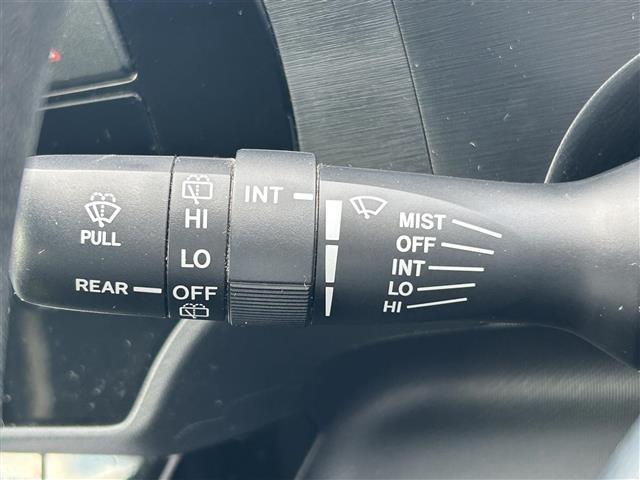 PULL
REAR
HI
LO
OFF
INT
MIST
OFF
INT
LO
HI